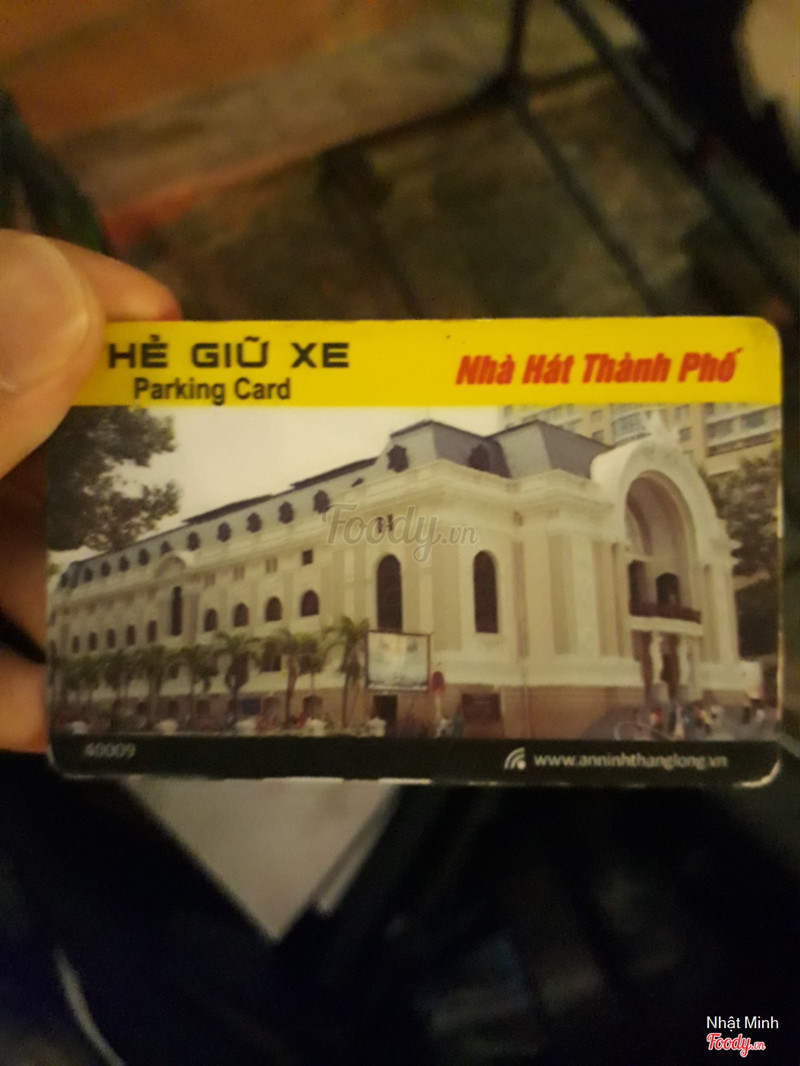 HẺ GIỮ XE
Parking Card
Nhà Hát Thành Phố
Foody.vn
40009
www.anninhthanglong.vn
Nhật Minh
Foody.vn